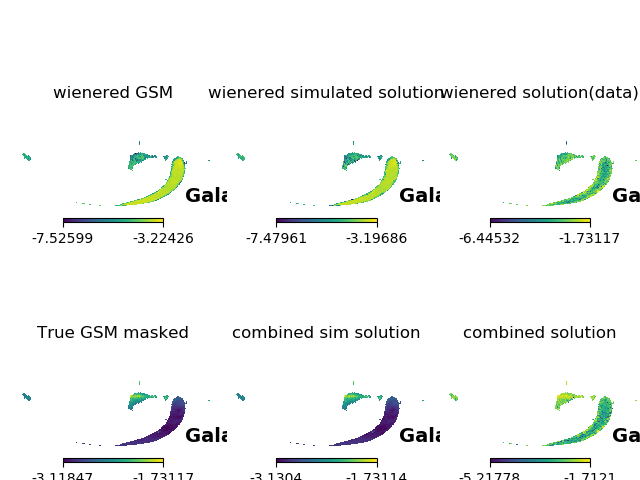 wienered GSM wienered simulated solution wienered solution(data)
Gala Gala Ga
-7.52599 -3.22426 -7.47961 -3.19686 -6.44532 -1.73117
True GSM masked combined sim solution combined solution
Gala Gala Ga
-3.11847 -1.73117 -3.1304 -1.73114 -5.21778 -1.7121